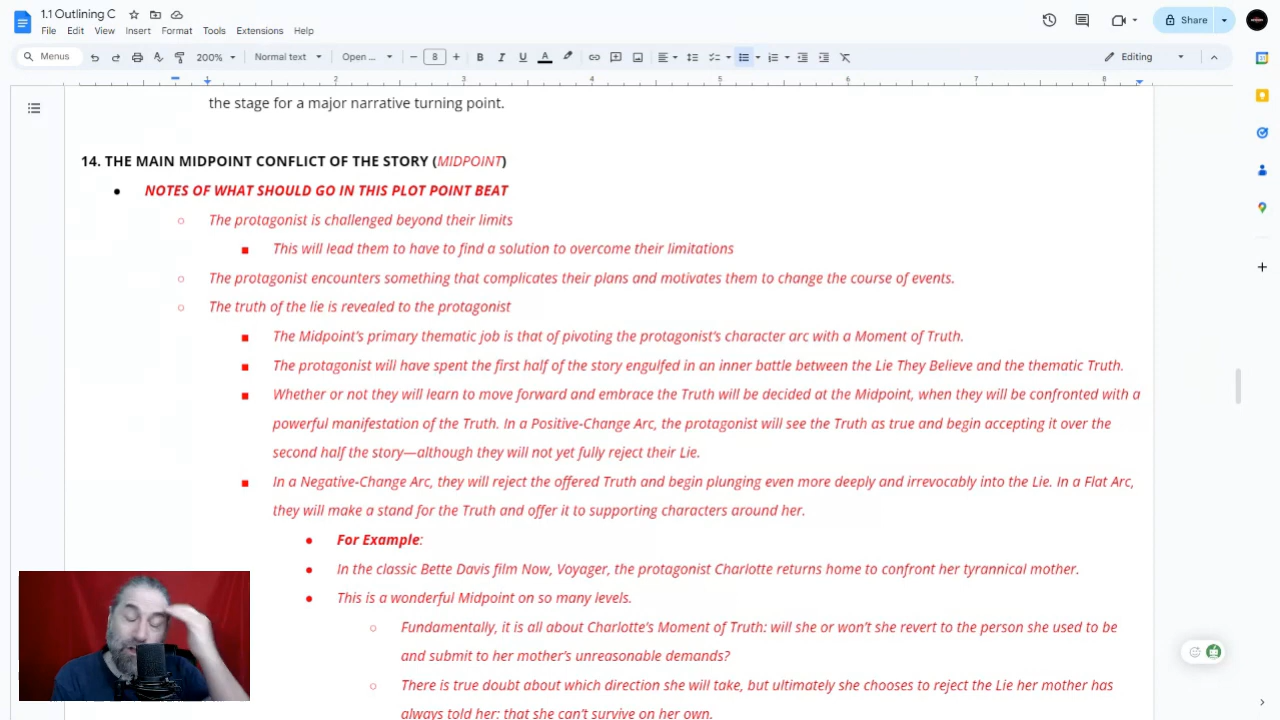 1.1 Outlining C
File Edit View Insert Format Tools Extensions Help
Share
Menus 200% Normal text Open ... 8 B I U A Editing
1 2 3 4 5 6 7 8
the stage for a major narrative turning point.
14. THE MAIN MIDPOINT CONFLICT OF THE STORY (MIDPOINT)
NOTES OF WHAT SHOULD GO IN THIS PLOT POINT BEAT
The protagonist is challenged beyond their limits
This will lead them to have to find a solution to overcome their limitations
The protagonist encounters something that complicates their plans and motivates them to change the course of events.
The truth of the lie is revealed to the protagonist
The Midpoint's primary thematic job is that of pivoting the protagonist's character arc with a Moment of Truth.
The protagonist will have spent the first half of the story engulfed in an inner battle between the Lie They Believe and the thematic Truth.
Whether or not they will learn to move forward and embrace the Truth will be decided at the Midpoint, when they will be confronted with a
powerful manifestation of the Truth. In a Positive-Change Arc, the protagonist will see the Truth as true and begin accepting it over the
second half the story—although they will not yet fully reject their Lie.
In a Negative-Change Arc, they will reject the offered Truth and begin plunging even more deeply and irrevocably into the Lie. In a Flat Arc,
they will make a stand for the Truth and offer it to supporting characters around her.
For Example:
In the classic Bette Davis film Now, Voyager, the protagonist Charlotte returns home to confront her tyrannical mother.
This is a wonderful Midpoint on so many levels.
Fundamentally, it is all about Charlotte's Moment of Truth: will she or won't she revert to the person she used to be
and submit to her mother's unreasonable demands?
There is true doubt about which direction she will take, but ultimately she chooses to reject the Lie her mother has
always told her: that she can't survive on her own.